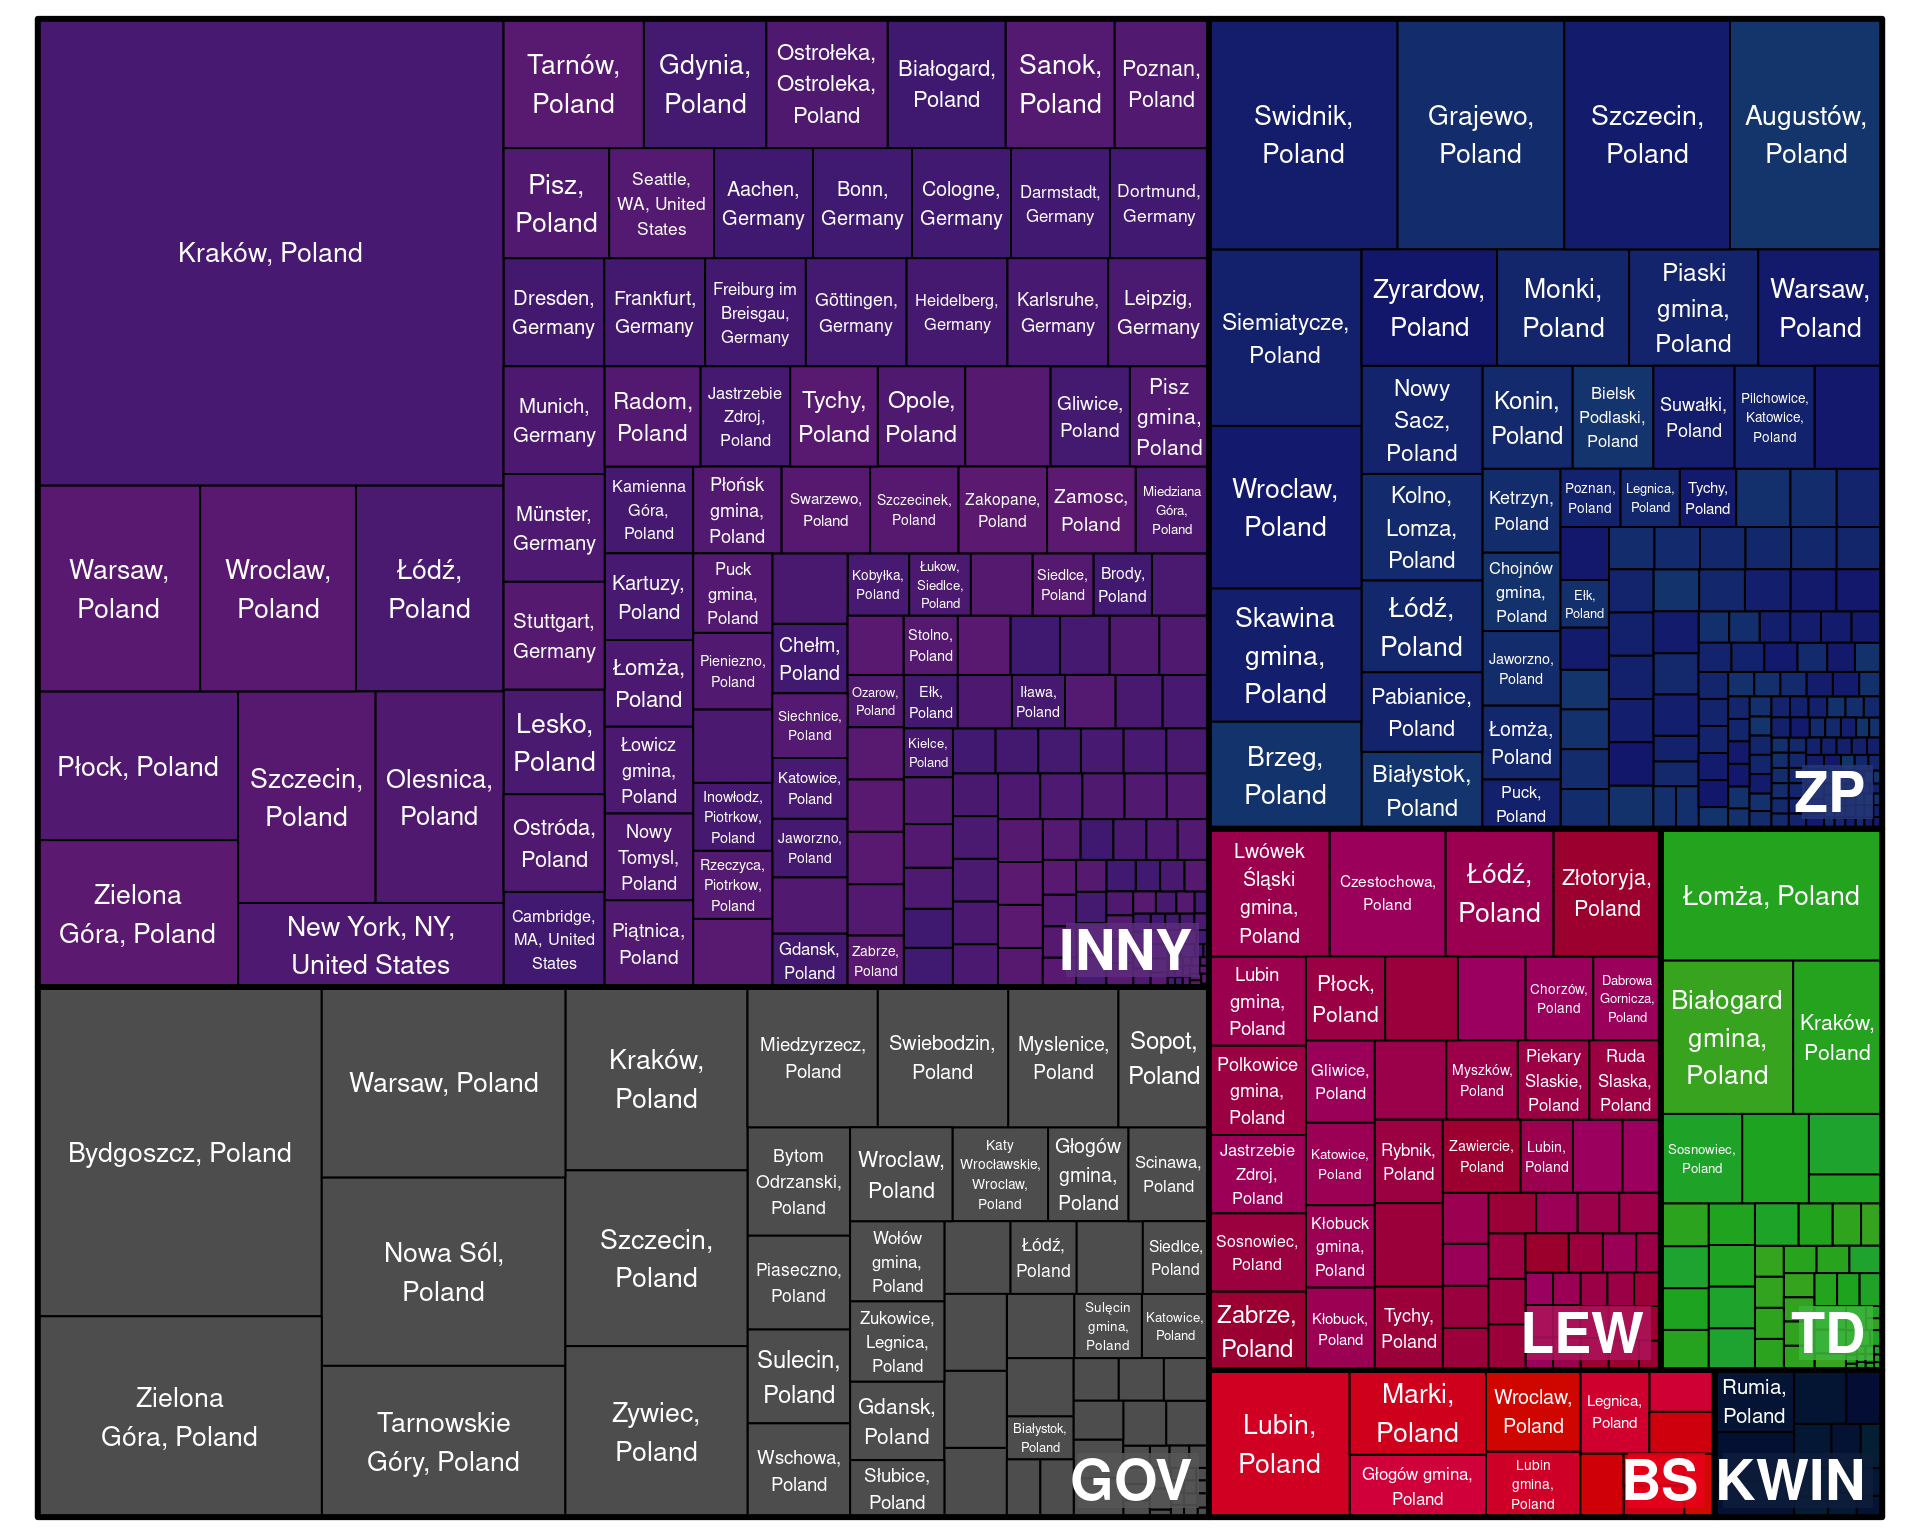 Kraków, Poland
Warsaw,
Poland
Wroclaw,
Poland
Łódź,
Poland
Płock, Poland
Szczecin,
Poland
Olesnica,
Poland
Zielona
Góra, Poland
New York, NY,
United States
Tarnów,
Poland
Gdynia,
Poland
Ostrołeka,
Ostroleka,
Poland
Białogard,
Poland
Sanok,
Poland
Poznan,
Poland
Pisz,
Poland
Seattle,
WA, United
States
Aachen,
Germany
Bonn,
Germany
Cologne,
Germany
Darmstadt,
Germany
Dortmund,
Germany
Dresden,
Germany
Frankfurt,
Germany
Freiburg im
Breisgau,
Germany
Göttingen,
Germany
Heidelberg,
Germany
Karlsruhe,
Germany
Leipzig,
Germany
Munich,
Germany
Radom,
Poland
Jastrzebie
Zdroj,
Poland
Tychy,
Poland
Opole,
Poland
Gliwice,
Poland
Pisz
gmina,
Poland
Münster,
Germany
Kamienna
Góra,
Poland
Płońsk
gmina,
Poland
Swarzewo,
Poland
Szczecinek,
Poland
Zakopane,
Poland
Zamosc,
Poland
Miedziana
Góra,
Poland
Stuttgart,
Germany
Kartuzy,
Poland
Puck
gmina,
Poland
Kobyłka,
Poland
Łukow,
Siedlce,
Poland
Siedlce,
Poland
Brody,
Poland
Łomża,
Poland
Pieniezno,
Poland
Chełm,
Poland
Stolno,
Poland
Ozarow,
Poland
Ełk,
Poland
Iława,
Poland
Lesko,
Poland
Łowicz
gmina,
Poland
Siechnice,
Poland
Kielce,
Poland
Katowice,
Poland
Inowłodz,
Piotrkow,
Poland
Ostróda,
Poland
Nowy
Tomysl,
Poland
Jaworzno,
Poland
Rzeczyca,
Piotrkow,
Poland
Cambridge,
MA, United
States
Piątnica,
Poland
Gdansk,
Poland
Zabrze,
Poland
INNY
Swidnik,
Poland
Grajewo,
Poland
Szczecin,
Poland
Augustów,
Poland
Siemiatycze,
Poland
Zyrardow,
Poland
Monki,
Poland
Piaski
gmina,
Poland
Warsaw,
Poland
Nowy
Sacz,
Poland
Konin,
Poland
Bielsk
Podlaski,
Poland
Suwałki,
Poland
Pilchowice,
Katowice,
Poland
Wroclaw,
Poland
Kolno,
Lomza,
Poland
Ketrzyn,
Poland
Poznan,
Poland
Legnica,
Poland
Tychy,
Poland
Chojnów
gmina,
Poland
Ełk,
Poland
Skawina
gmina,
Poland
Łódź,
Poland
Jaworzno,
Poland
Pabianice,
Poland
Łomża,
Poland
Brzeg,
Poland
Białystok,
Poland
Puck,
Poland
ZP
Bydgoszcz, Poland
Zielona
Góra, Poland
Warsaw, Poland
Nowa Sól,
Poland
Tarnowskie
Góry, Poland
Kraków,
Poland
Szczecin,
Poland
Zywiec,
Poland
Miedzyrzecz,
Poland
Swiebodzin,
Poland
Myslenice,
Poland
Sopot,
Poland
Bytom
Odrzanski,
Poland
Wroclaw,
Poland
Katy
Wrocławskie,
Wroclaw,
Poland
Głogów
gmina,
Poland
Scinawa,
Poland
Piaseczno,
Poland
Wołów
gmina,
Poland
Łódź,
Poland
Siedlce,
Poland
Zukowice,
Legnica,
Poland
Sulęcin
gmina,
Poland
Katowice,
Poland
Sulecin,
Poland
Gdansk,
Poland
Białystok,
Poland
Wschowa,
Poland
Słubice,
Poland
GOV
Lwówek
Śląski
gmina,
Poland
Czestochowa,
Poland
Łódź,
Poland
Złotoryja,
Poland
Lubin
gmina,
Poland
Płock,
Poland
Chorzów,
Poland
Dabrowa
Gornicza,
Poland
Polkowice
gmina,
Poland
Gliwice,
Poland
Myszków,
Poland
Piekary
Slaskie,
Poland
Ruda
Slaska,
Poland
Jastrzebie
Zdroj,
Poland
Katowice,
Poland
Rybnik,
Poland
Zawiercie,
Poland
Lubin,
Poland
Sosnowiec,
Poland
Kłobuck
gmina,
Poland
Zabrze,
Poland
Kłobuck,
Poland
Tychy,
Poland
LEW
Łomża, Poland
Białogard
gmina,
Poland
Kraków,
Poland
Sosnowiec,
Poland
TD
Lubin,
Poland
Marki,
Poland
Wroclaw,
Poland
Legnica,
Poland
Głogów gmina,
Poland
Lubin
gmina,
Poland
BS
Rumia,
Poland
KWIN